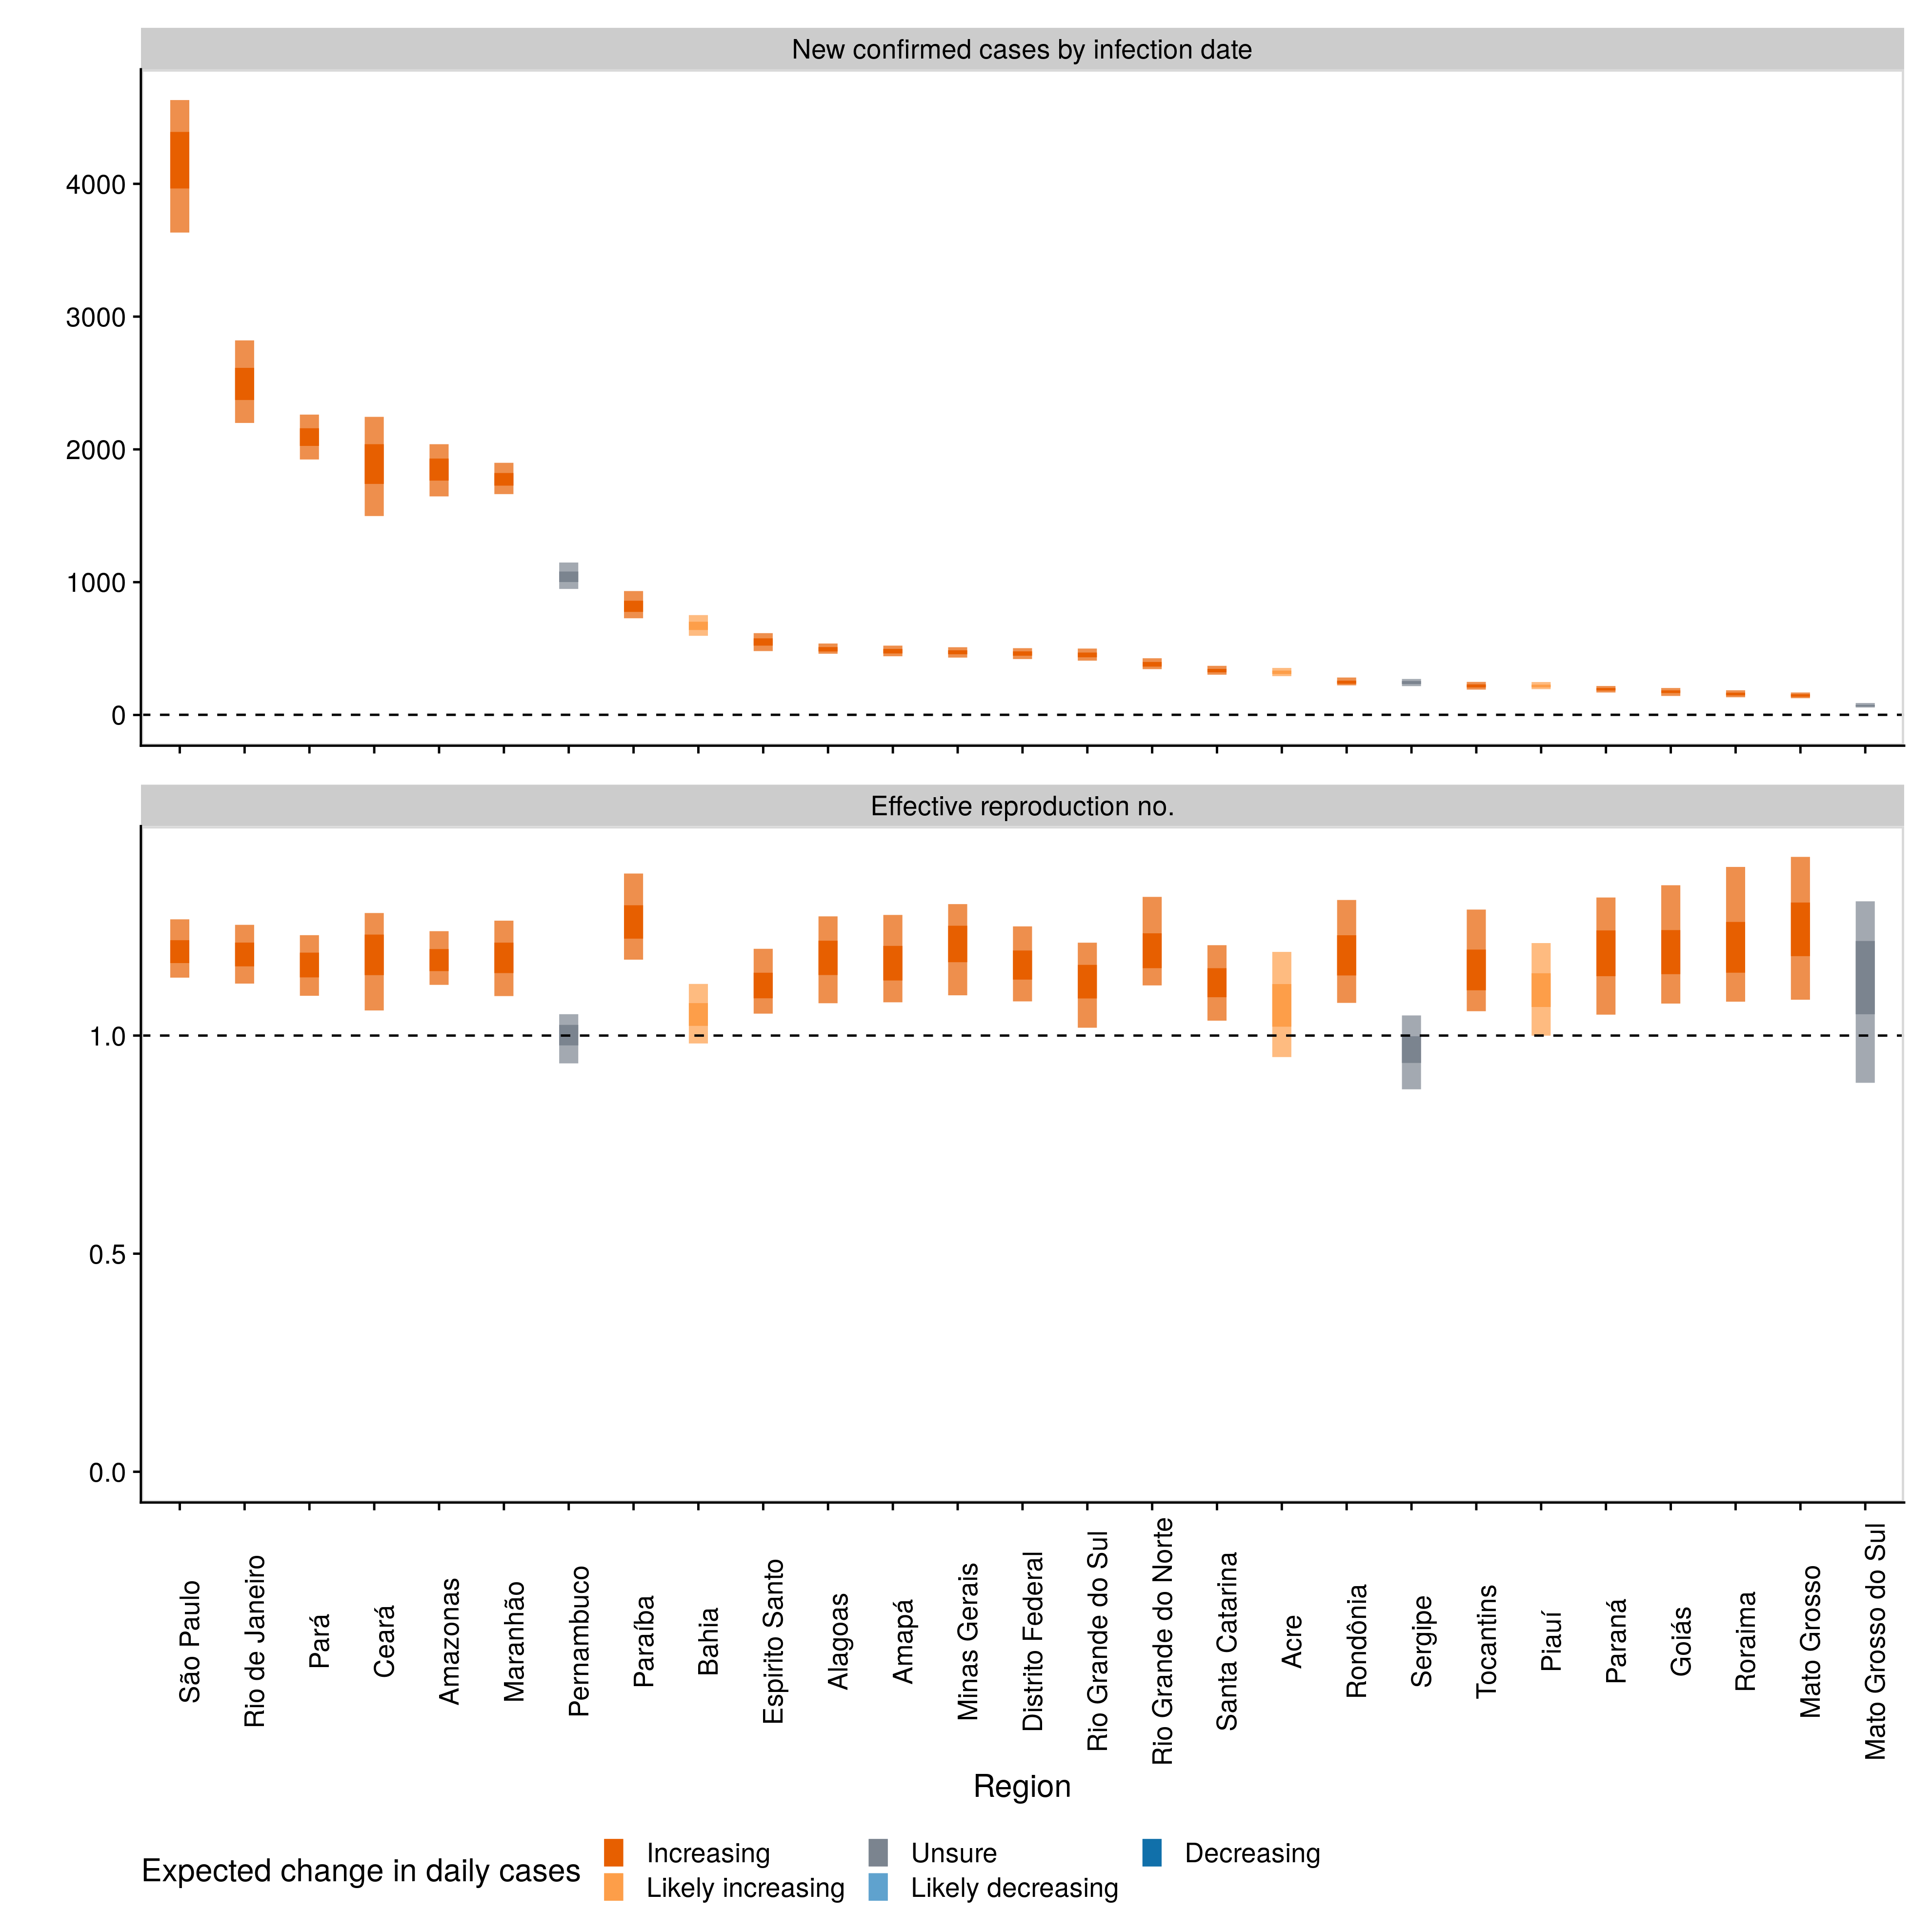 New confirmed cases by infection date
4000
3000
2000
1000
0
Effective reproduction no.
1.0
0.5
0.0
São Paulo
Rio de Janeiro
Pará
Ceará
Amazonas
Maranhão
Pernambuco
Paraíba
Bahia
Espirito Santo
Alagoas
Amapá
Minas Gerais
Distrito Federal
Rio Grande do Sul
Rio Grande do Norte
Santa Catarina
Acre
Rondônia
Sergipe
Tocantins
Piauí
Paraná
Goiás
Roraima
Mato Grosso
Mato Grosso do Sul
Region
Expected change in daily cases
Increasing
Likely increasing
Unsure
Likely decreasing
Decreasing